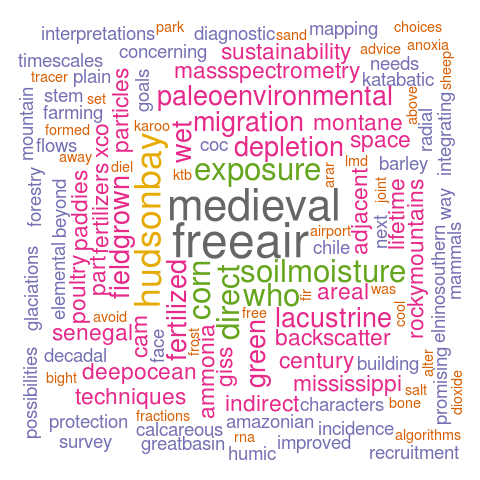 interpretations
park
diagnostic
sand
mapping
choices
concerning
sustainability
advice
anoxia
timescales
massspectrometry
needs
tracer
plain
goals
katabatic
sheep
stem
set
particles
paleoenvironmental
above
farming
migration
montane
radial
integrating
mountain
formed
xco
karoo
wet
depletion
space
flows
away
diel
coc
exposure
lmd
barley
forestry
paddies
fertilizers
ktb
arar
joint
hudsonbay
medieval
adjacent
lifetime
rockymountains
way
beyond
fieldgrown
freeair
airport
next
mammals
poultry
part
chile
elninosouthern
glaciations
elemental
corn
direct
soilmoisture
who
fir
areal
was
avoid
fertilized
free
lacustrine
cool
senegal
cam
face
frost
ammonia
giss
green
backscatter
decadal
century
building
alter
promising
possibilities
bight
deepocean
mississippi
salt
dioxide
techniques
indirect
characters
bone
protection
fractions
calcareous
amazonian
incidence
algorithms
survey
greatbasin
rna
humic
improved
recruitment